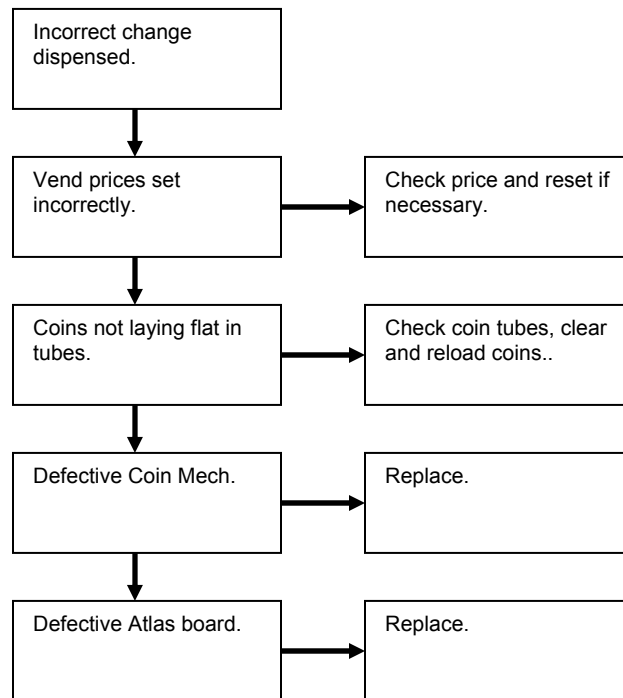 Incorrect change
dispensed.
Vend prices set
incorrectly.
Check price and reset if
necessary.
Coins not laying flat in
tubes.
Check coin tubes, clear
and reload coins..
Defective Coin Mech.
Replace.
Defective Atlas board.
Replace.